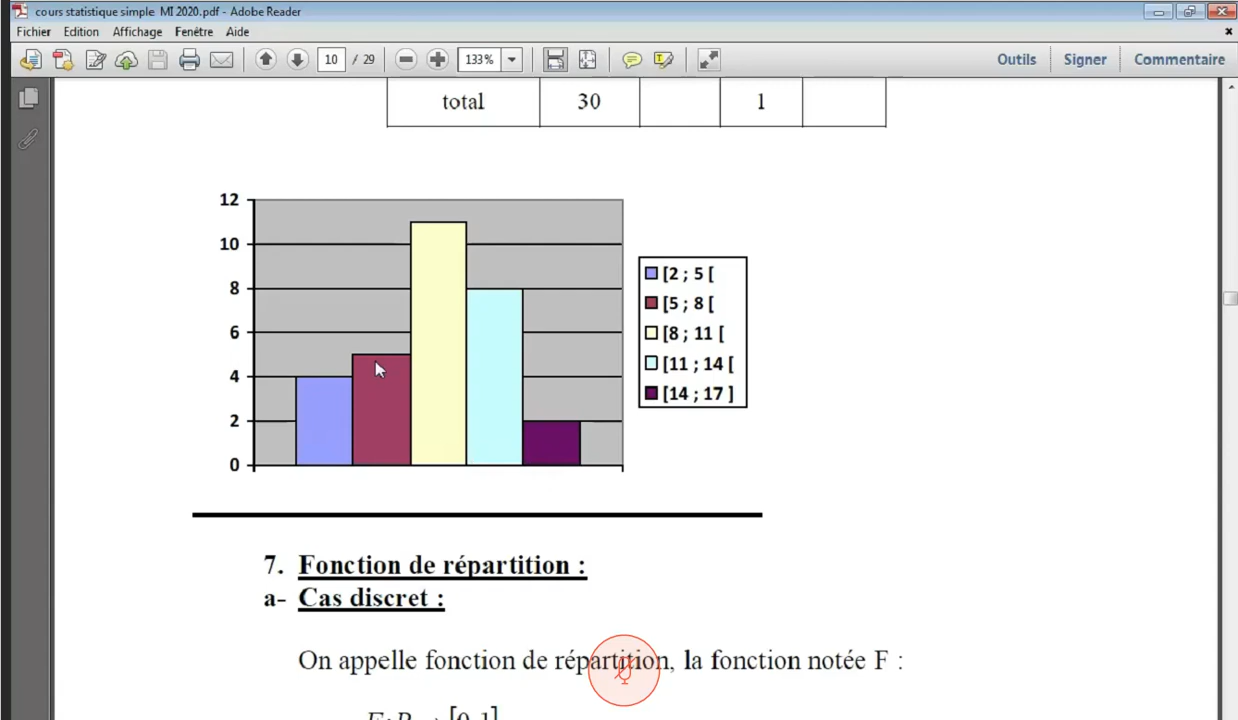 cours statistique simple MI 2020.pdf - Adobe Reader
Fichier Edition Affichage Fenêtre Aide
10 / 29 133% Outils Signer Commentaire
total 30 1
12
10
8
6
4
2
0
[2 ; 5 [
[5 ; 8 [
[8 ; 11 [
[11 ; 14 [
[14 ; 17 ]
7. Fonction de répartition :
a- Cas discret :
On appelle fonction de répartition, la fonction notée F :